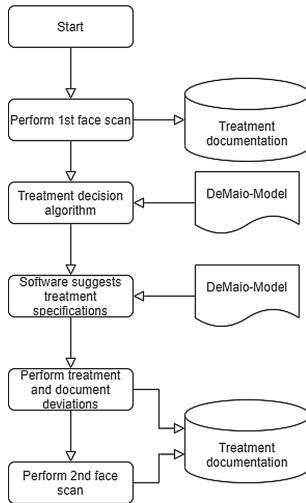 Start
Perform 1st face scan
Treatment
documentation
Treatment decision
algorithm
DeMaio-Model
Software suggests
treatment
specifications
DeMaio-Model
Perform treatment
and document
deviations
Treatment
documentation
Perform 2nd face
scan